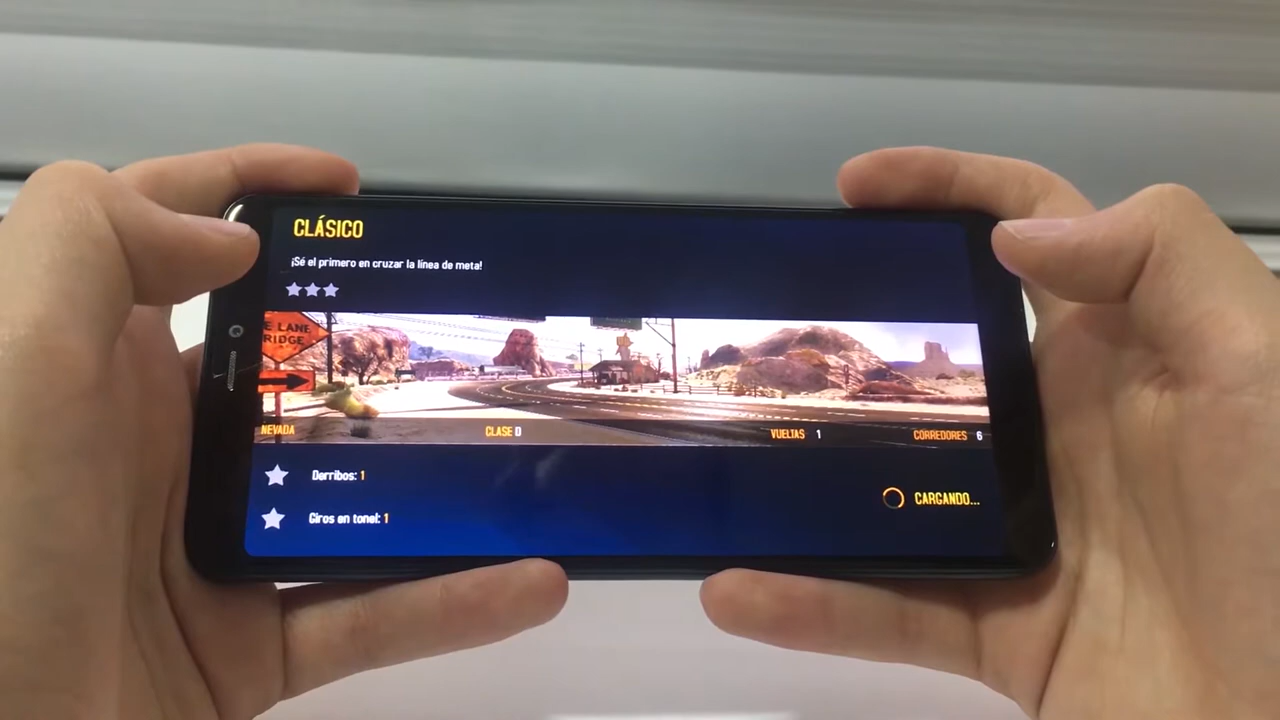 CLÁSICO
¡Sé el primero en cruzar la línea de meta!
E LANE
RIDGE
NEVADA
CLASE D
VUELTAS 1
CORREDORES 6
Derribos: 1
Giros en tonel: 1
CARGANDO...